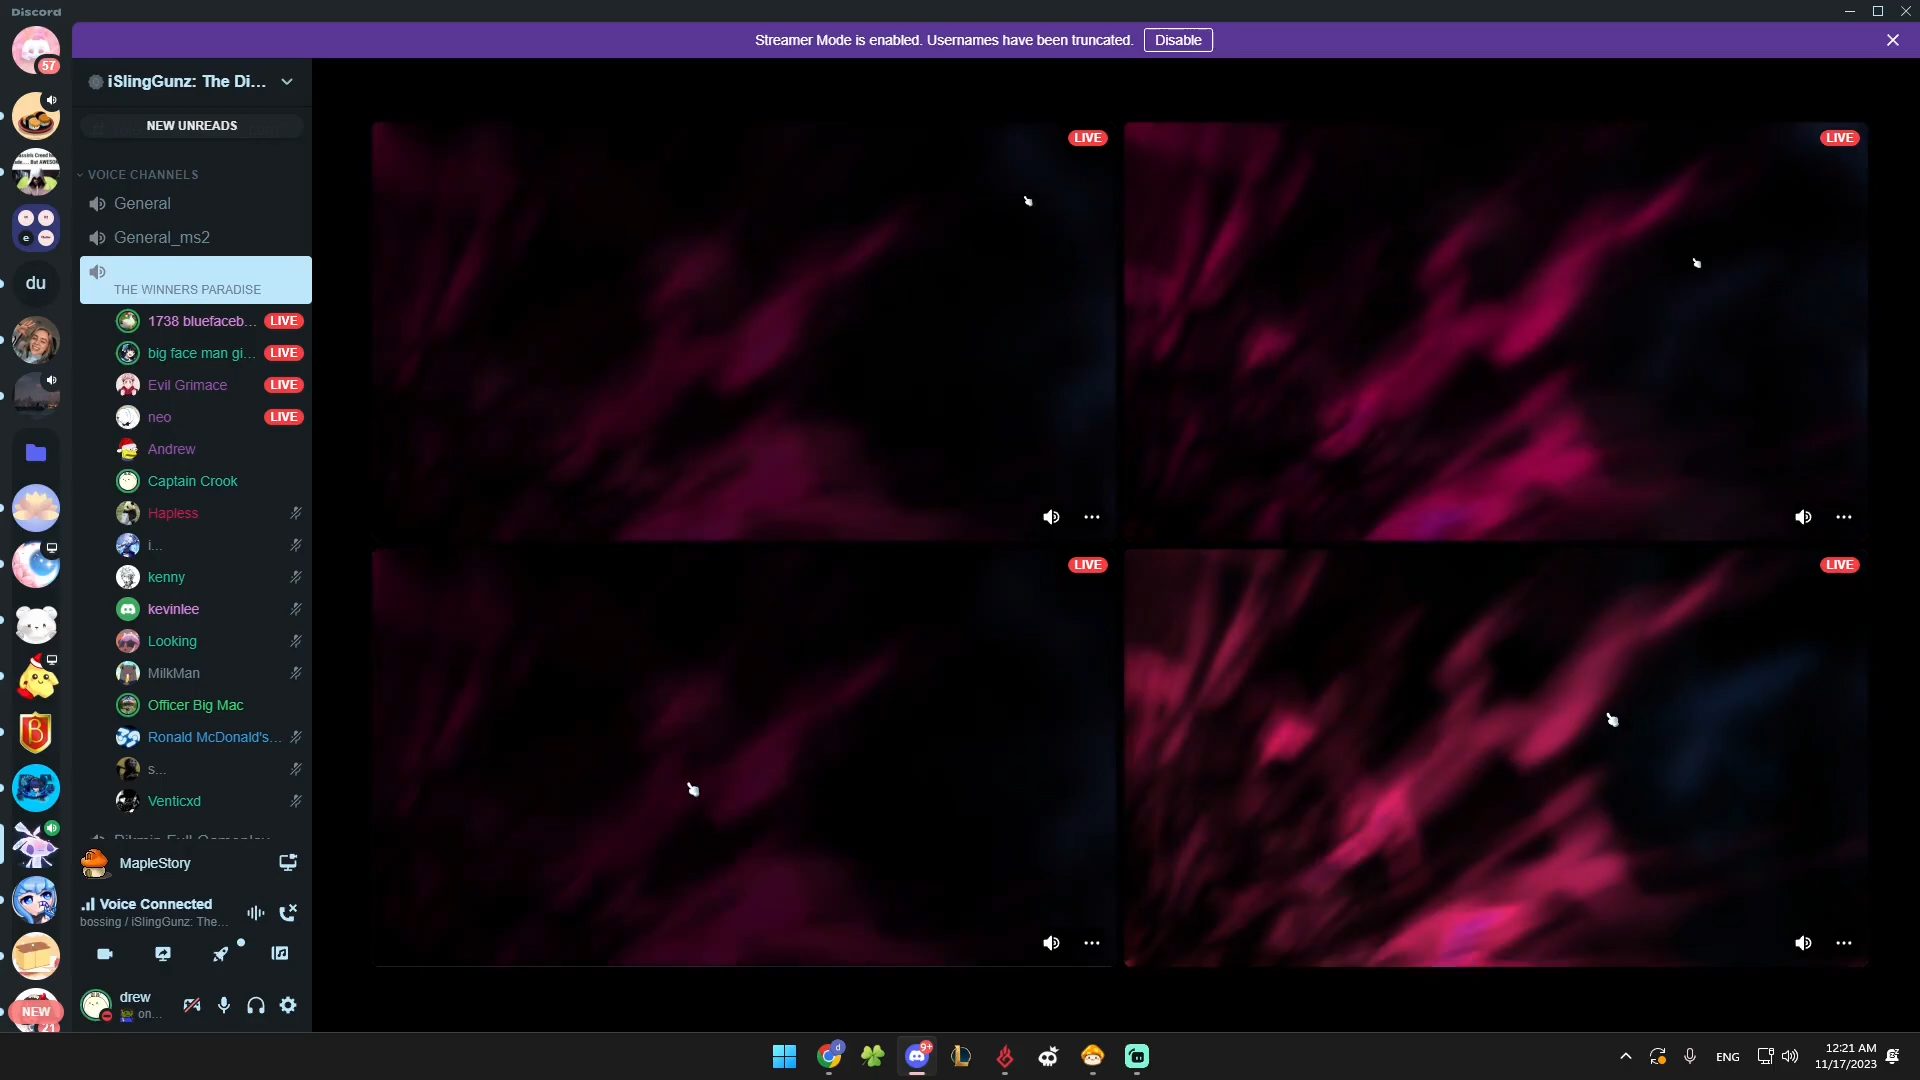 Discord
Streamer Mode is enabled. Usernames have been truncated.
Disable
57
iSlingGunz: The Di...
NEW UNREADS
VOICE CHANNELS
General
General_ms2
THE WINNERS PARADISE
1738 bluefaceb... LIVE
big face man gi... LIVE
Evil Grimace LIVE
neo LIVE
Andrew
Captain Crook
Hapless
i...
kenny
kevinlee
Looking
MilkMan
Officer Big Mac
Ronald McDonald's...
s...
Venticxd
MapleStory
Voice Connected
bossing / iSlingGunz: The...
drew
on...
du
NEW
21
LIVE
LIVE
LIVE
LIVE
9+
ENG
12:21 AM
11/17/2023